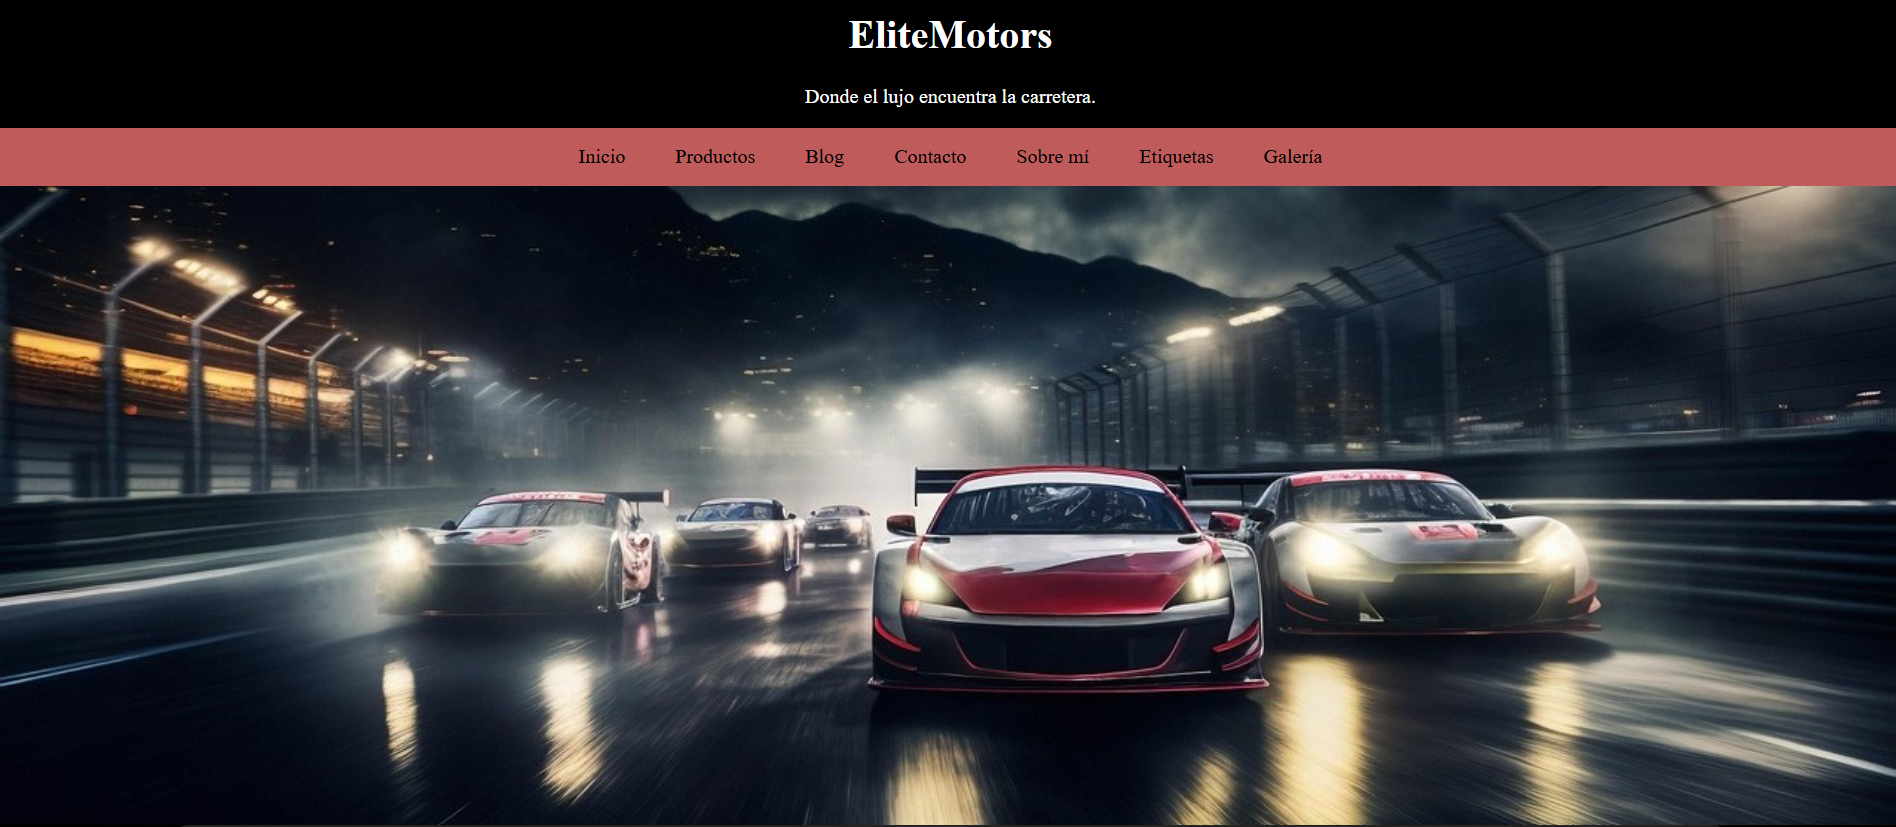 EliteMotors
Donde el lujo encuentra la carretera.
Inicio Productos Blog Contacto Sobre mí Etiquetas Galería